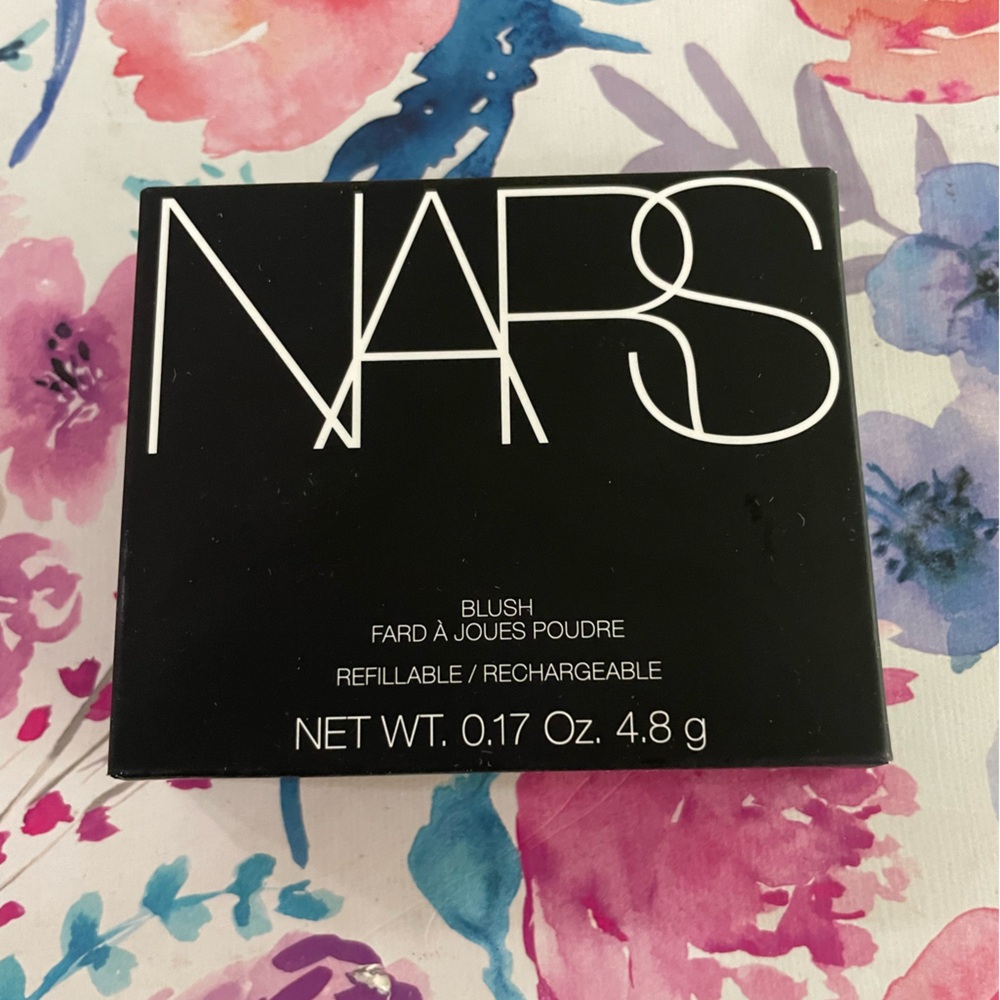 NARS
BLUSH
FARD À JOUES POUDRE
REFILLABLE / RECHARGEABLE
NET WT. 0.17 Oz. 4.8 g